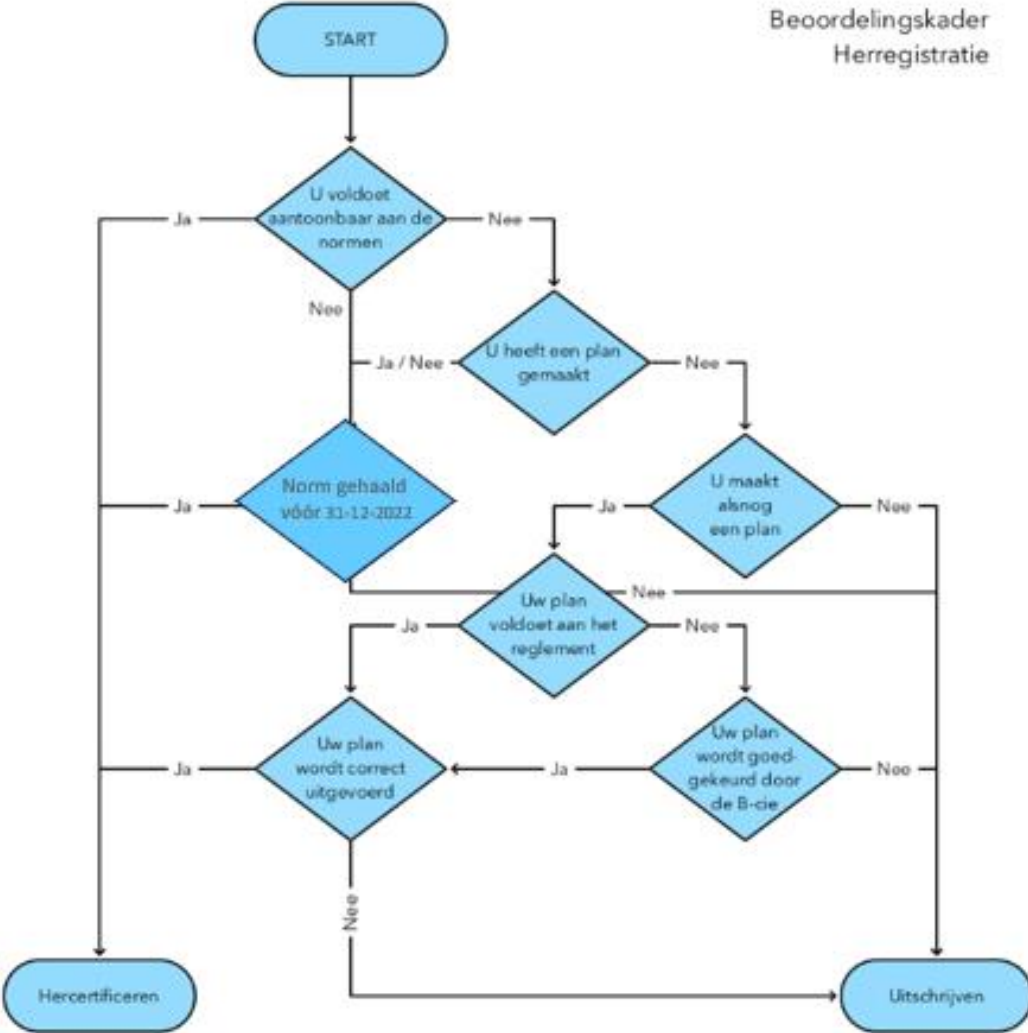 Beoordelingskader
Herregistratie
START
U voldoet
aantoonbaar aan de
normen
Ja
Nee
Nee
U heeft een plan
gemaakt
Ja / Nee
Nee
Norm gehaald
vóór 31-12-2022
Ja
U maakt
alsnog
een plan
Ja
Nee
Nee
Uw plan
voldoet aan het
reglement
Ja
Nee
Uw plan
wordt correct
uitgevoerd
Ja
Ja
Uw plan
wordt goed-
gekeurd door
de B-cie
Nee
Nee
Hercertificeren
Uitschrijven